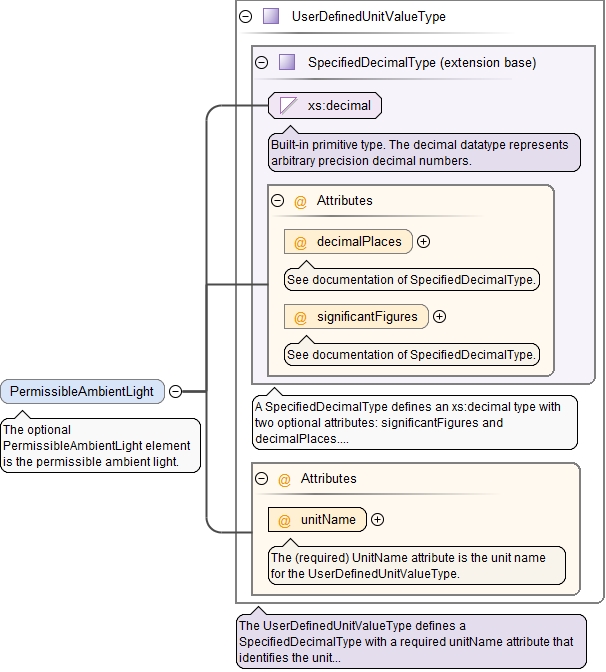 UserDefinedUnitValueType
SpecifiedDecimalType (extension base)
xs:decimal
Built-in primitive type. The decimal datatype represents
arbitrary precision decimal numbers.
@ Attributes
@ decimalPlaces
See documentation of SpecifiedDecimalType.
@ significantFigures
See documentation of SpecifiedDecimalType.
PermissibleAmbientLight
The optional
PermissibleAmbientLight element
is the permissible ambient light.
A SpecifiedDecimalType defines an xs:decimal type with
two optional attributes: significantFigures and
decimalPlaces....
@ Attributes
@ unitName
The (required) UnitName attribute is the unit name
for the UserDefinedUnitValueType.
The UserDefinedUnitValueType defines a
SpecifiedDecimalType with a required unitName attribute that
identifies the unit...